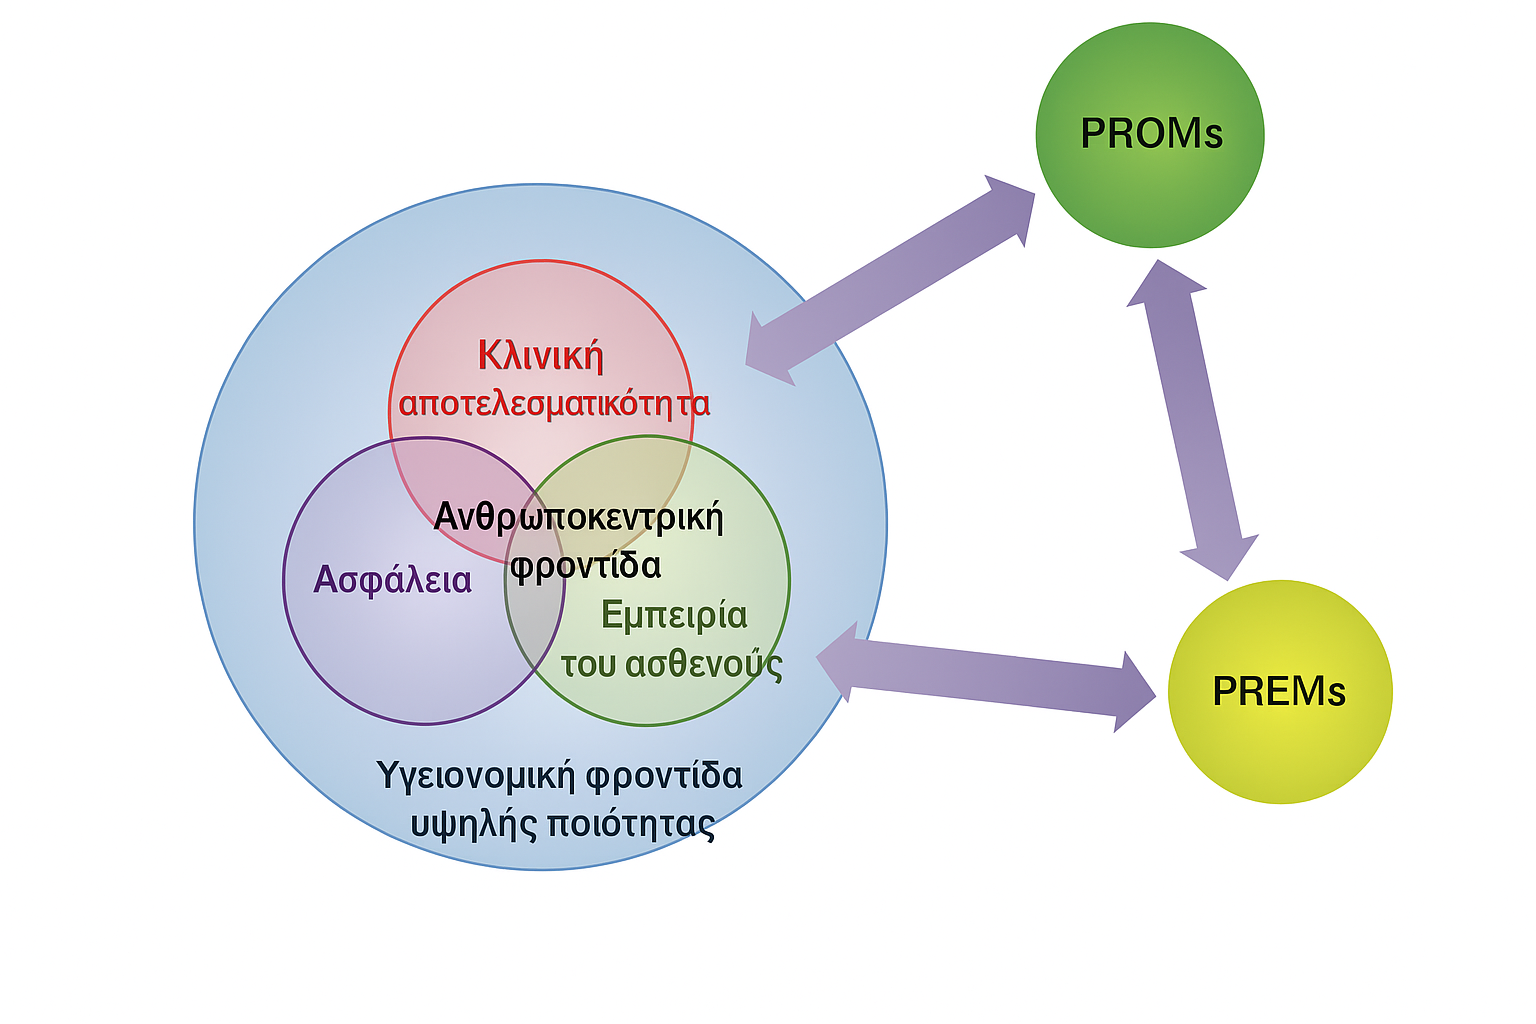 PROMs
Κλινική
αποτελεσματικότητα
Ανθρωποκεντρική
φροντίδα
Ασφάλεια
Εμπειρία
του ασθενούς
PREMs
Υγειονομική φροντίδα
υψηλής ποιότητας